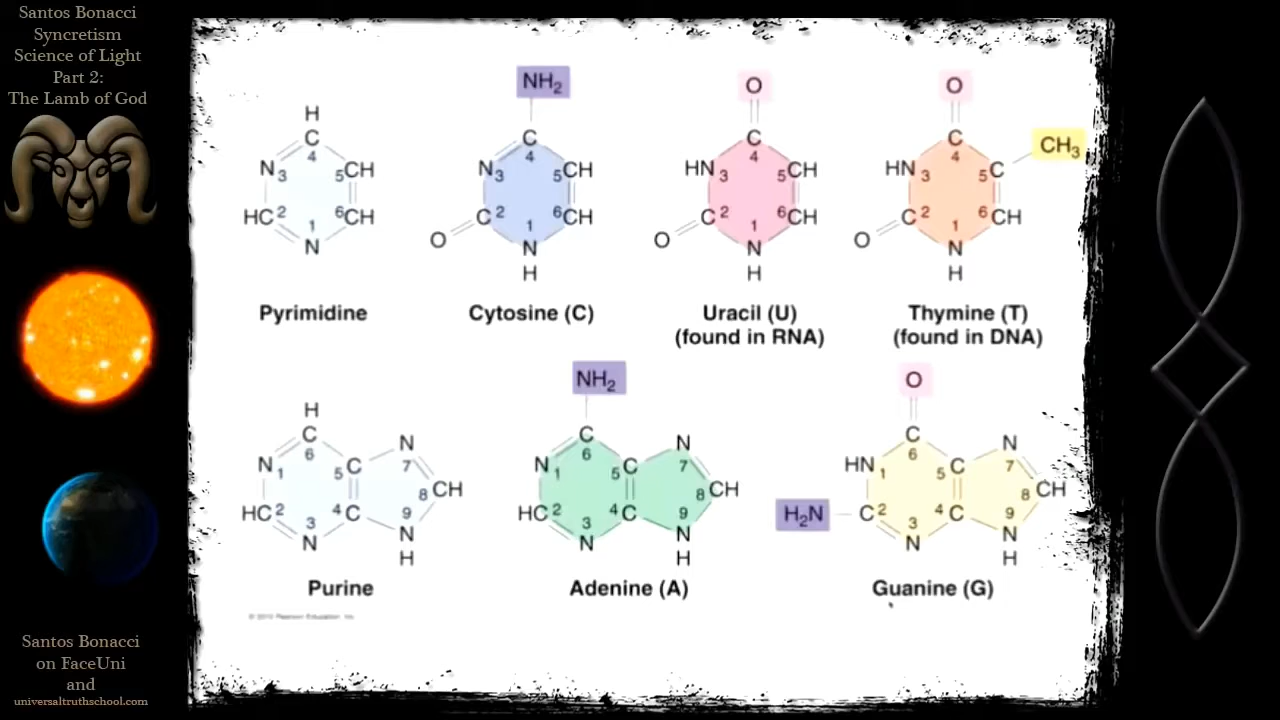 Santos Bonacci
Syncretism
Science of Light
Part 2:
The Lamb of God
H
C
4
N 3
5 CH
HC 2
6 CH
1
N
Pyrimidine
NH2
C
4
N 3
5 CH
C 2
6 CH
O
1
N
H
Cytosine (C)
O
C
4
HN 3
5 CH
C 2
6 CH
O
1
N
H
Uracil (U)
(found in RNA)
O
C
4
CH3
HN 3
5 C
C 2
6 CH
O
1
N
H
Thymine (T)
(found in DNA)
H
C
6
N
N 1
5 C
7
8 CH
HC 2
4 C
9
3
N
N
H
Purine
NH2
C
6
N
N 1
5 C
7
8 CH
HC 2
4 C
9
3
N
N
H
Adenine (A)
O
C
6
N
HN 1
5 C
7
8 CH
H2N
C 2
4 C
9
3
N
N
H
Guanine (G)
© 2010 Pearson Education, Inc.
Santos Bonacci
on FaceUni
and
universaltruthschool.com